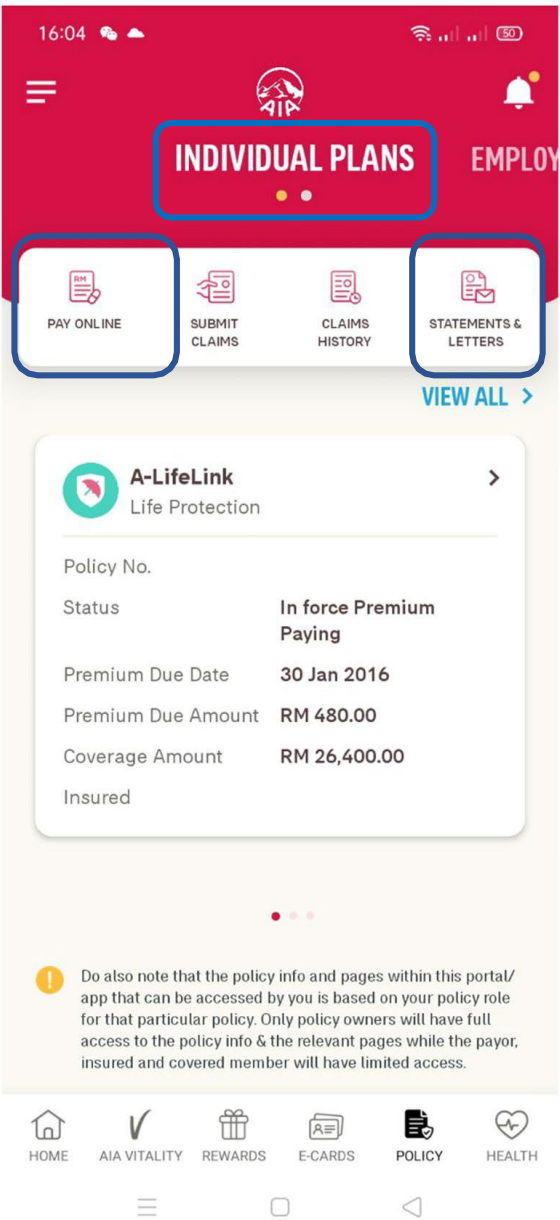 16:04
50
AIA
INDIVIDUAL PLANS
EMPLOY
RM
PAY ONLINE
SUBMIT
CLAIMS
CLAIMS
HISTORY
STATEMENTS &
LETTERS
VIEW ALL >
A-LifeLink
Life Protection
Policy No.
Status In force Premium
Paying
Premium Due Date 30 Jan 2016
Premium Due Amount RM 480.00
Coverage Amount RM 26,400.00
Insured
Do also note that the policy info and pages within this portal/
app that can be accessed by you is based on your policy role
for that particular policy. Only policy owners will have full
access to the policy info & the relevant pages while the payor,
insured and covered member will have limited access.
HOME AIA VITALITY REWARDS E-CARDS POLICY HEALTH